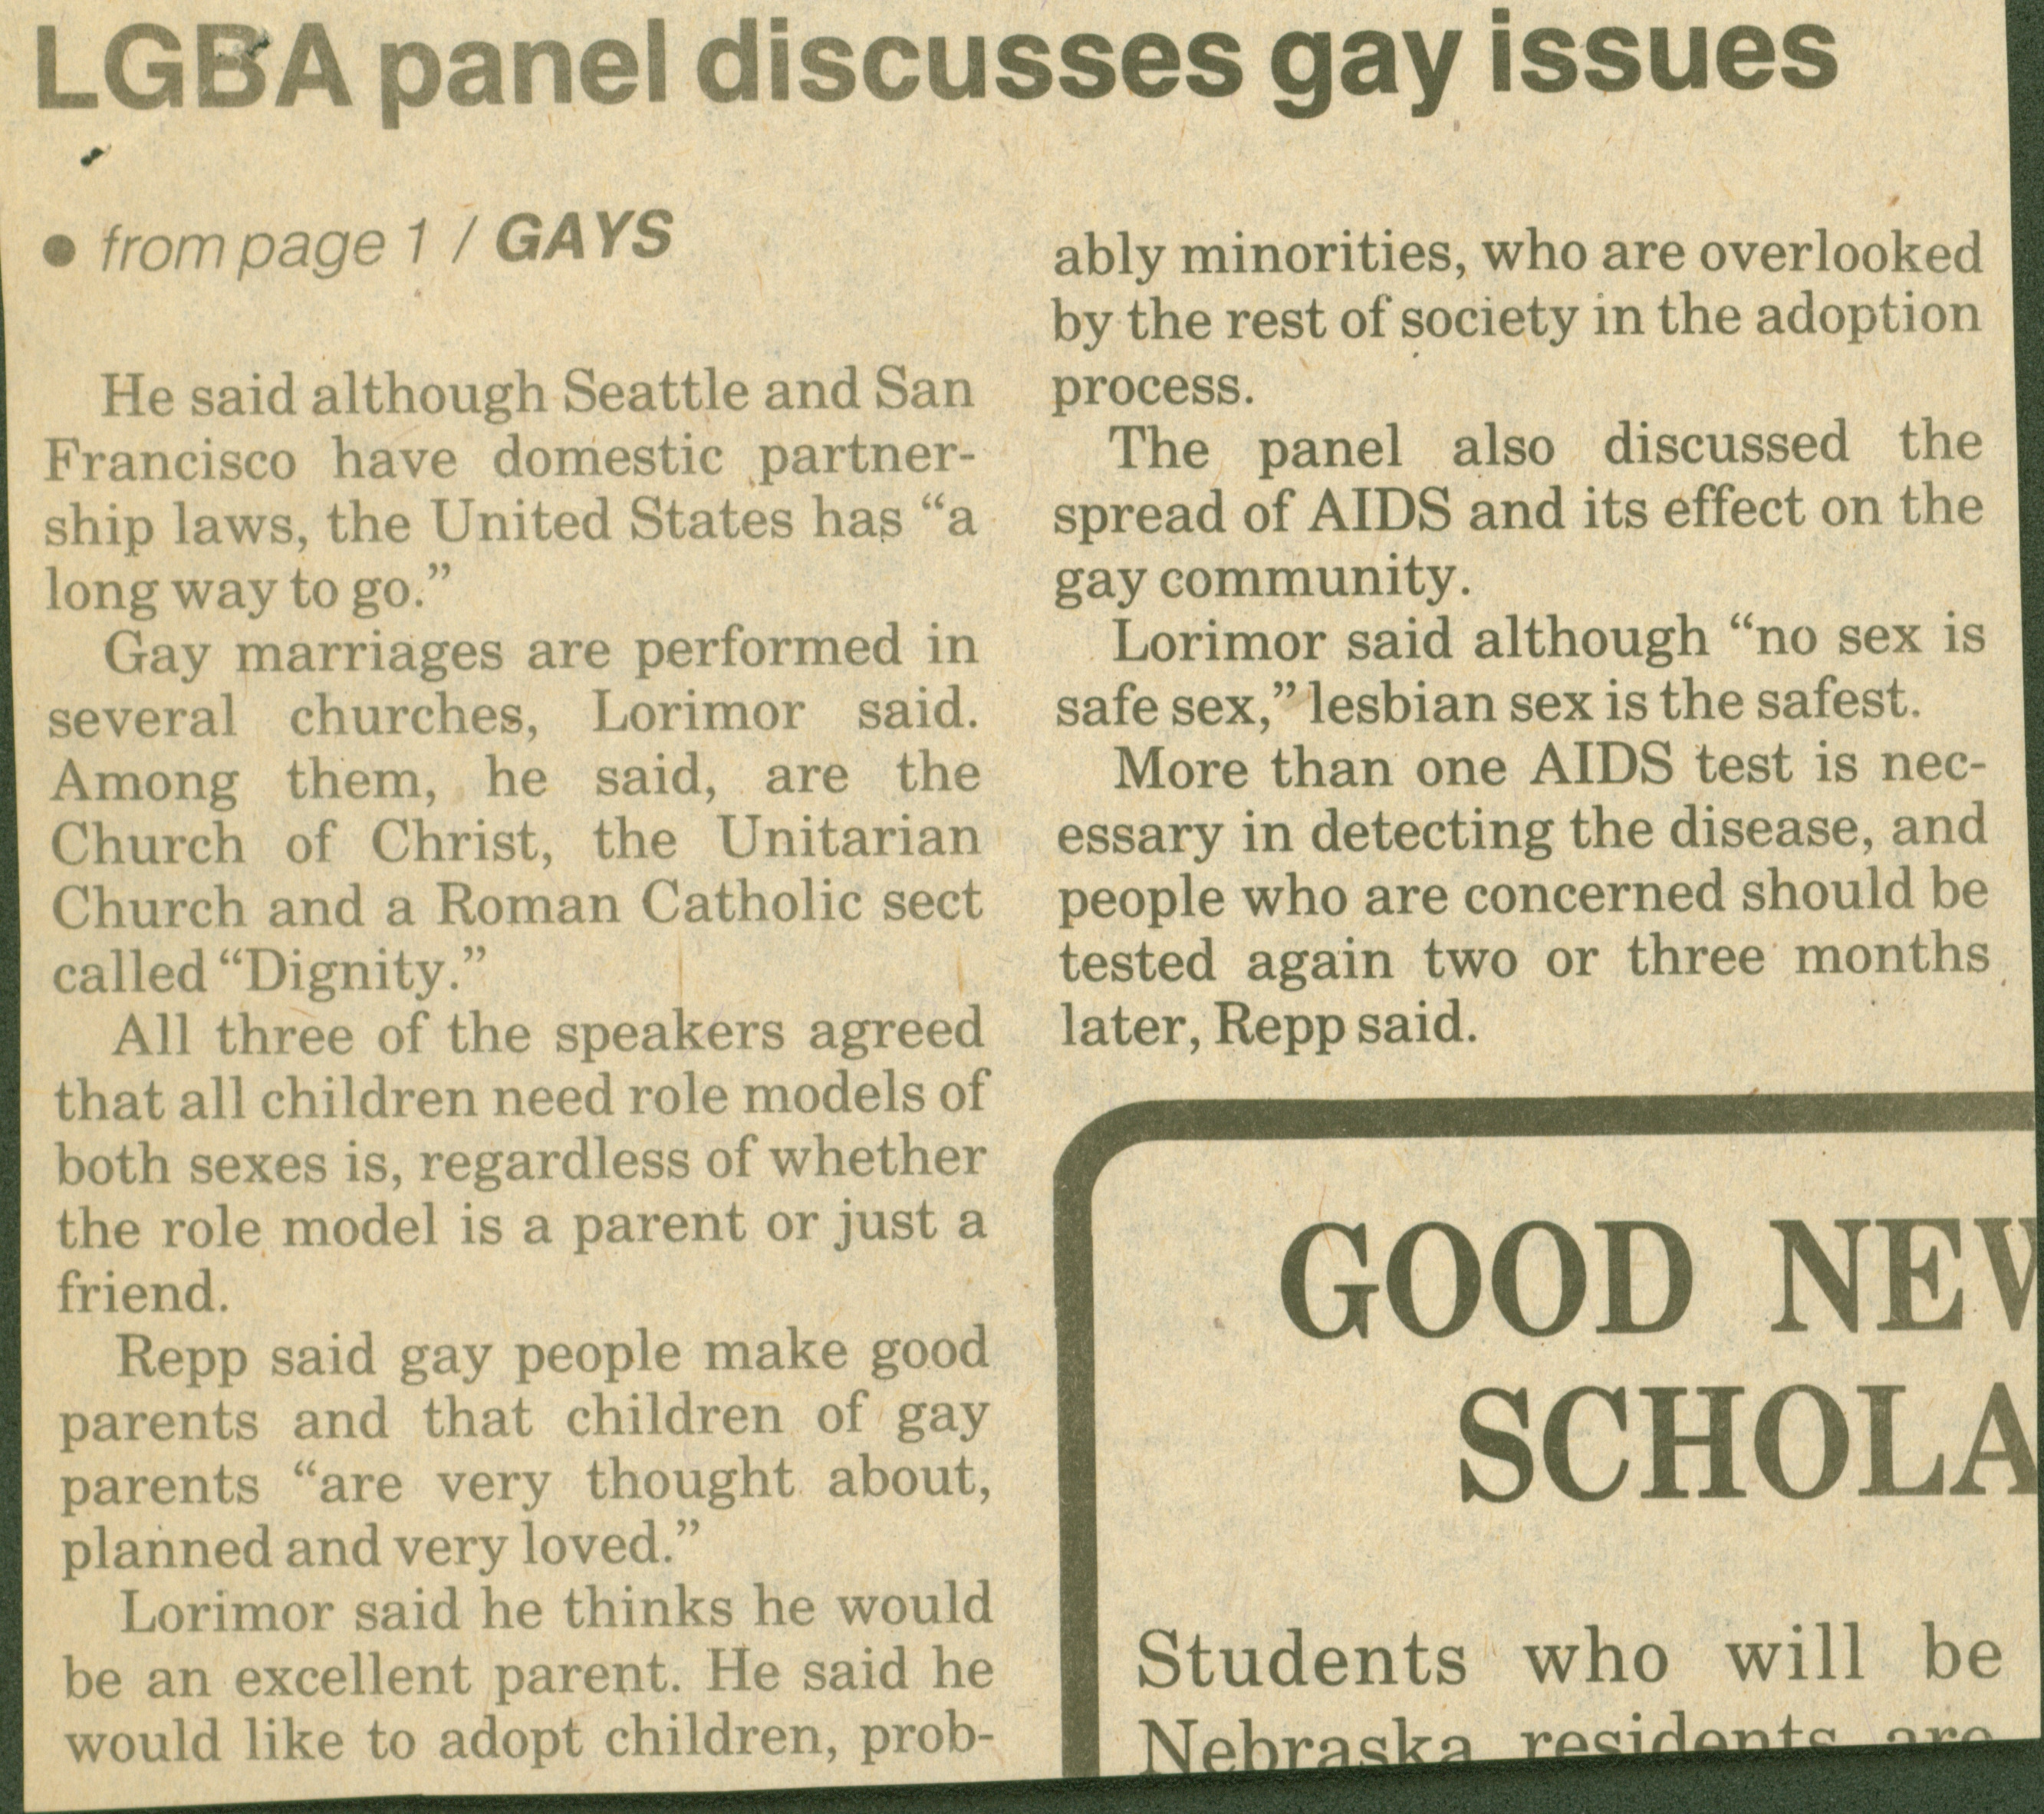 LGBA panel discusses gay issues
• from page 1 / GAYS
He said although Seattle and San
Francisco have domestic partner-
ship laws, the United States has “a
long way to go.”
Gay marriages are performed in
several churches, Lorimor said.
Among them, he said, are the
Church of Christ, the Unitarian
Church and a Roman Catholic sect
called “Dignity.”
All three of the speakers agreed
that all children need role models of
both sexes is, regardless of whether
the role model is a parent or just a
friend.
Repp said gay people make good
parents and that children of gay
parents “are very thought about,
planned and very loved.”
Lorimor said he thinks he would
be an excellent parent. He said he
would like to adopt children, prob-
ably minorities, who are overlooked
by the rest of society in the adoption
process.
The panel also discussed the
spread of AIDS and its effect on the
gay community.
Lorimor said although “no sex is
safe sex,” lesbian sex is the safest.
More than one AIDS test is nec-
essary in detecting the disease, and
people who are concerned should be
tested again two or three months
later, Repp said.
GOOD NEW
SCHOLA
Students who will be
Nebraska residents are